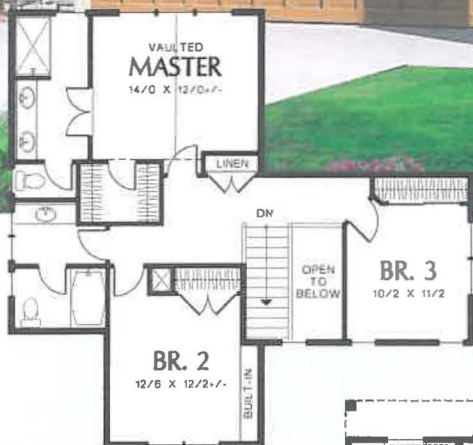 VAULTED
MASTER
14/0 X 12/0+/-
LINEN
DN
OPEN
TO
BELOW
BR. 3
10/2 X 11/2
BR. 2
12/6 X 12/2+/-
BUILT-IN